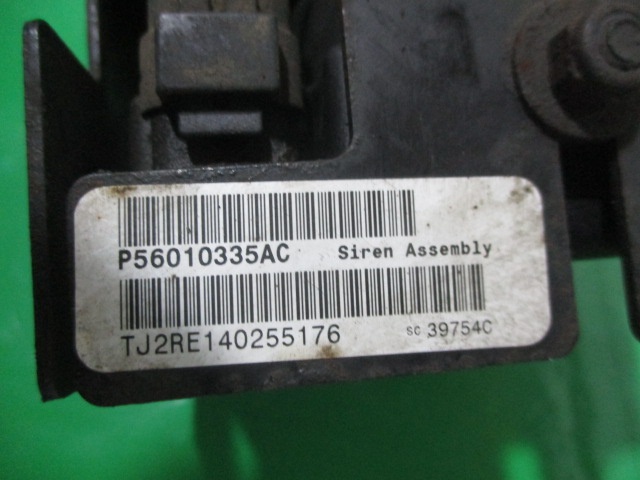 P56010335AC Siren Assembly
TJ2RE140255176 SC 39754C